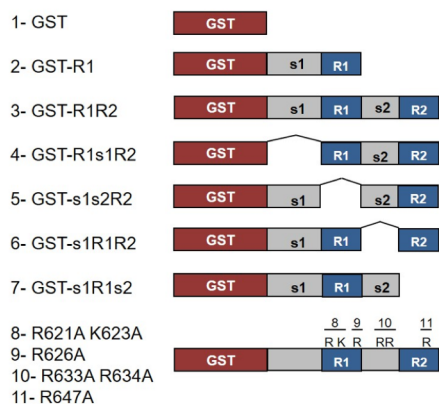 1- GST
GST
2- GST-R1
GST s1 R1
3- GST-R1R2
GST s1 R1 s2 R2
4- GST-R1s1R2
GST R1 s2 R2
5- GST-s1s2R2
GST s1 s2 R2
6- GST-s1R1R2
GST s1 R1 R2
7- GST-s1R1s2
GST s1 R1 s2
8- R621A K623A
9- R626A
10- R633A R634A
11- R647A
8 9 10 11
R K R RR R
GST R1 R2